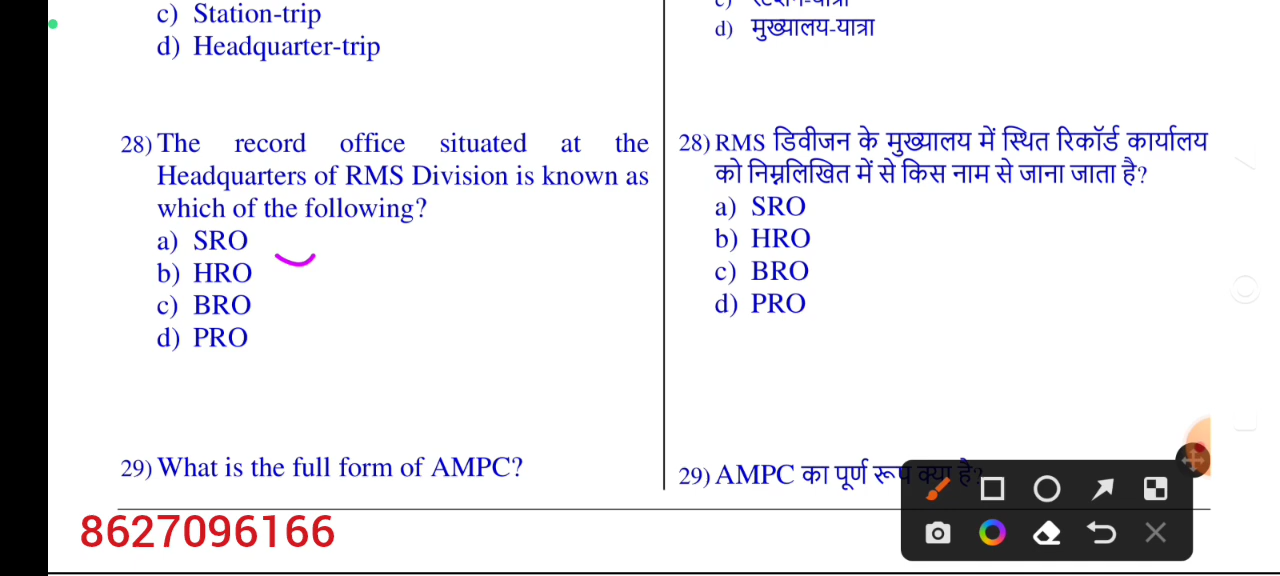 c) Station-trip
d) Headquarter-trip
d) मुख्यालय-यात्रा
28) The record office situated at the
Headquarters of RMS Division is known as
which of the following?
a) SRO
b) HRO
c) BRO
d) PRO
28) RMS डिवीजन के मुख्यालय में स्थित रिकॉर्ड कार्यालय
को निम्नलिखित में से किस नाम से जाना जाता है?
a) SRO
b) HRO
c) BRO
d) PRO
29) What is the full form of AMPC?
29) AMPC का पूर्ण रूप क्या है?
8627096166